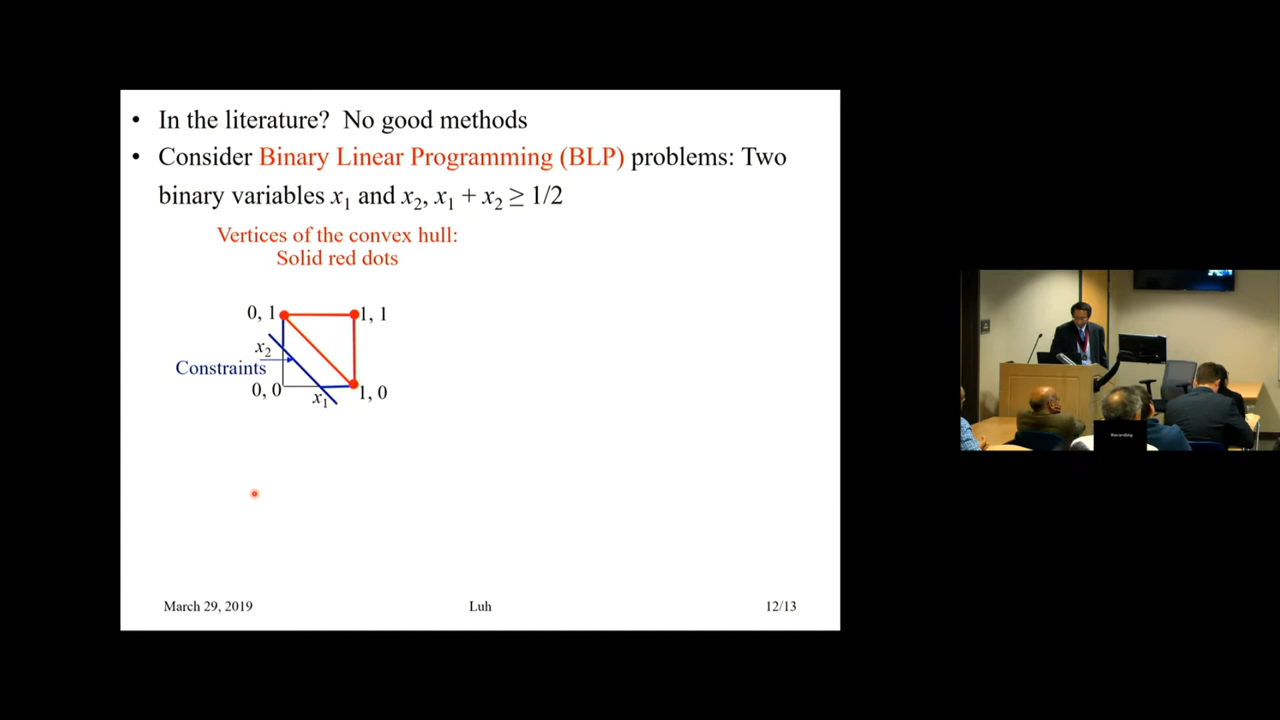 • In the literature? No good methods
• Consider Binary Linear Programming (BLP) problems: Two
binary variables x1 and x2, x1 + x2 ≥ 1/2
Vertices of the convex hull:
Solid red dots
0, 1
1, 1
x2
Constraints
0, 0
x1
1, 0
March 29, 2019
Luh
12/13
Recording